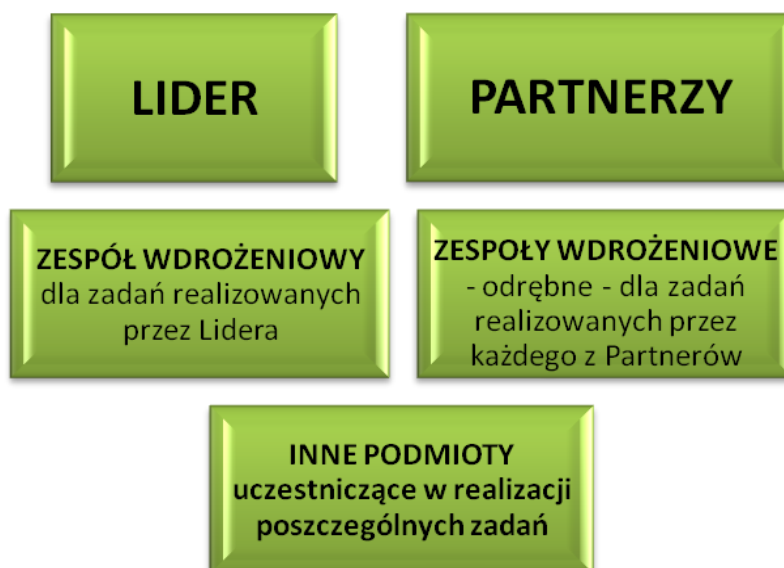 LIDER
PARTNERZY
ZESPÓŁ WDROŻENIOWY
dla zadań realizowanych
przez Lidera
ZESPOŁY WDROŻENIOWE
- odrębne - dla zadań
realizowanych przez
każdego z Partnerów
INNE PODMIOTY
uczestniczące w realizacji
poszczególnych zadań